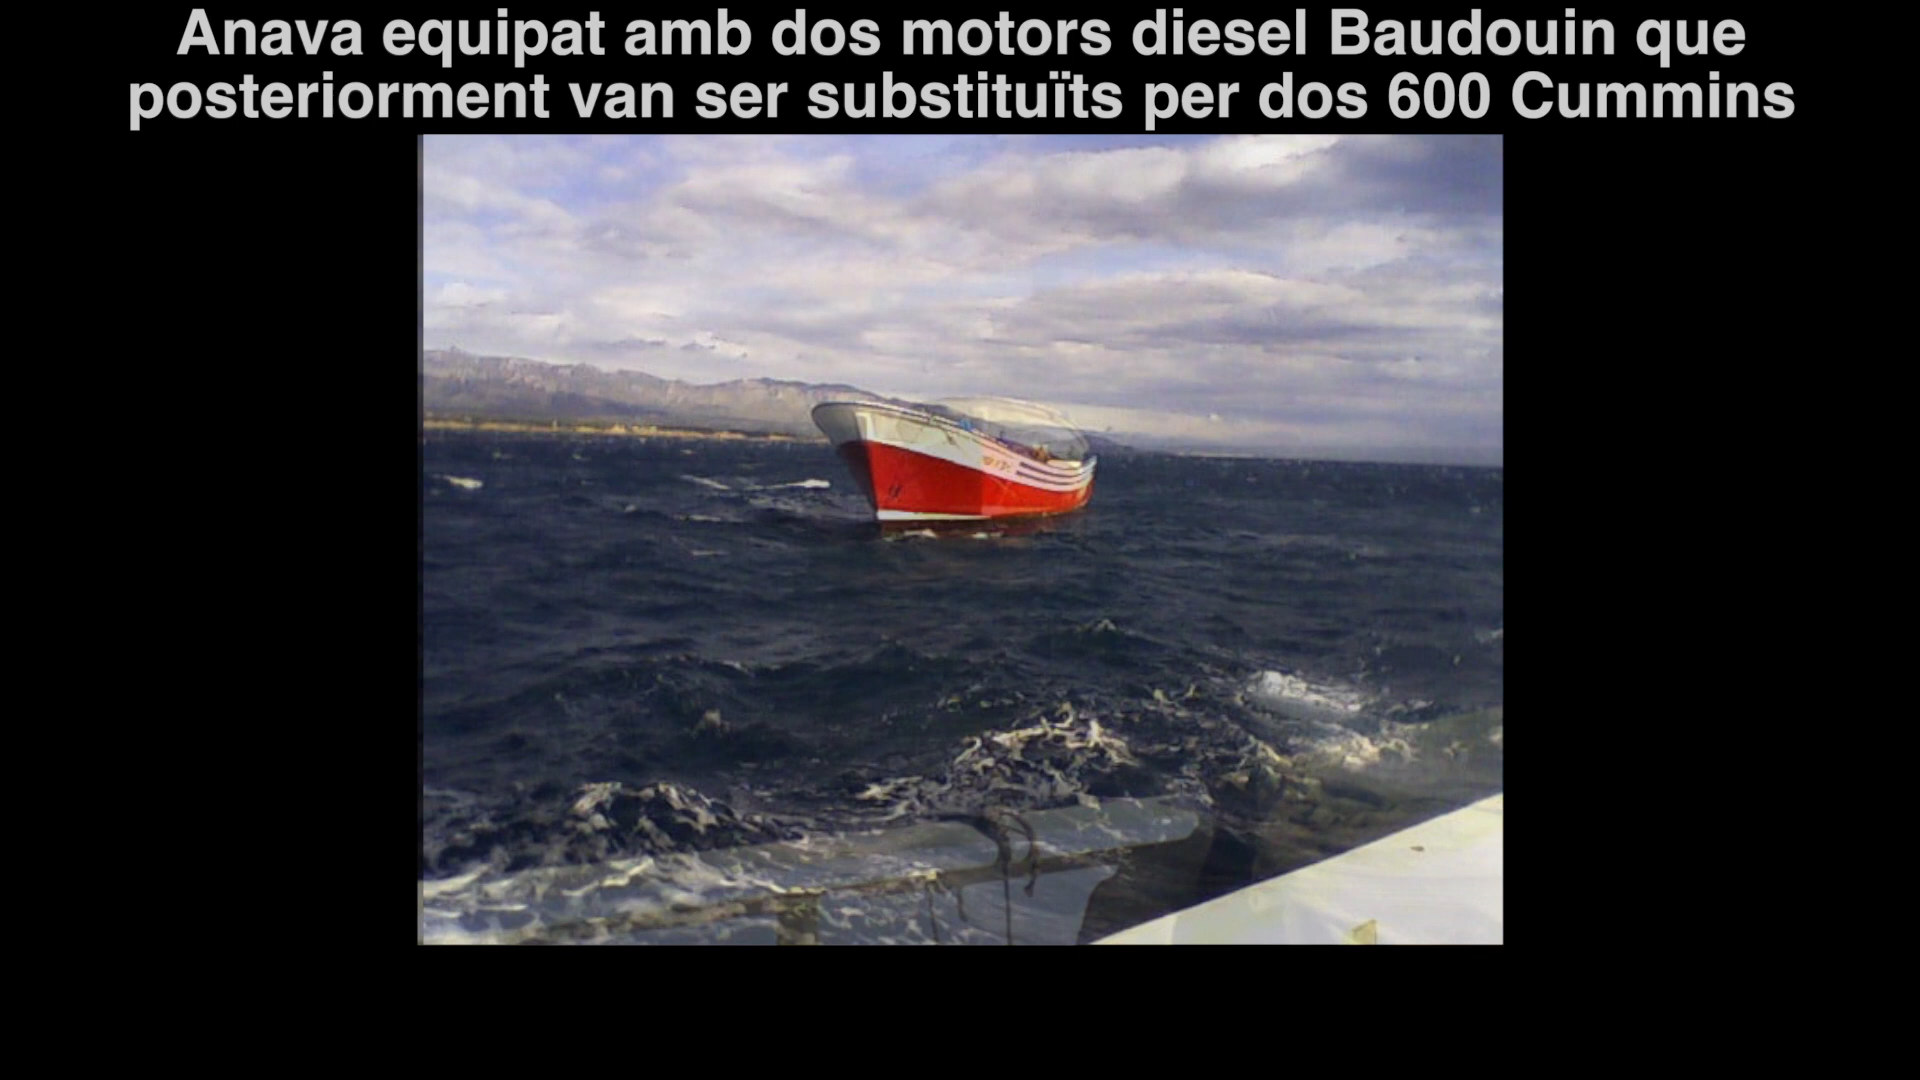 Anava equipat amb dos motors diesel Baudouin que
posteriorment van ser substituïts per dos 600 Cummins